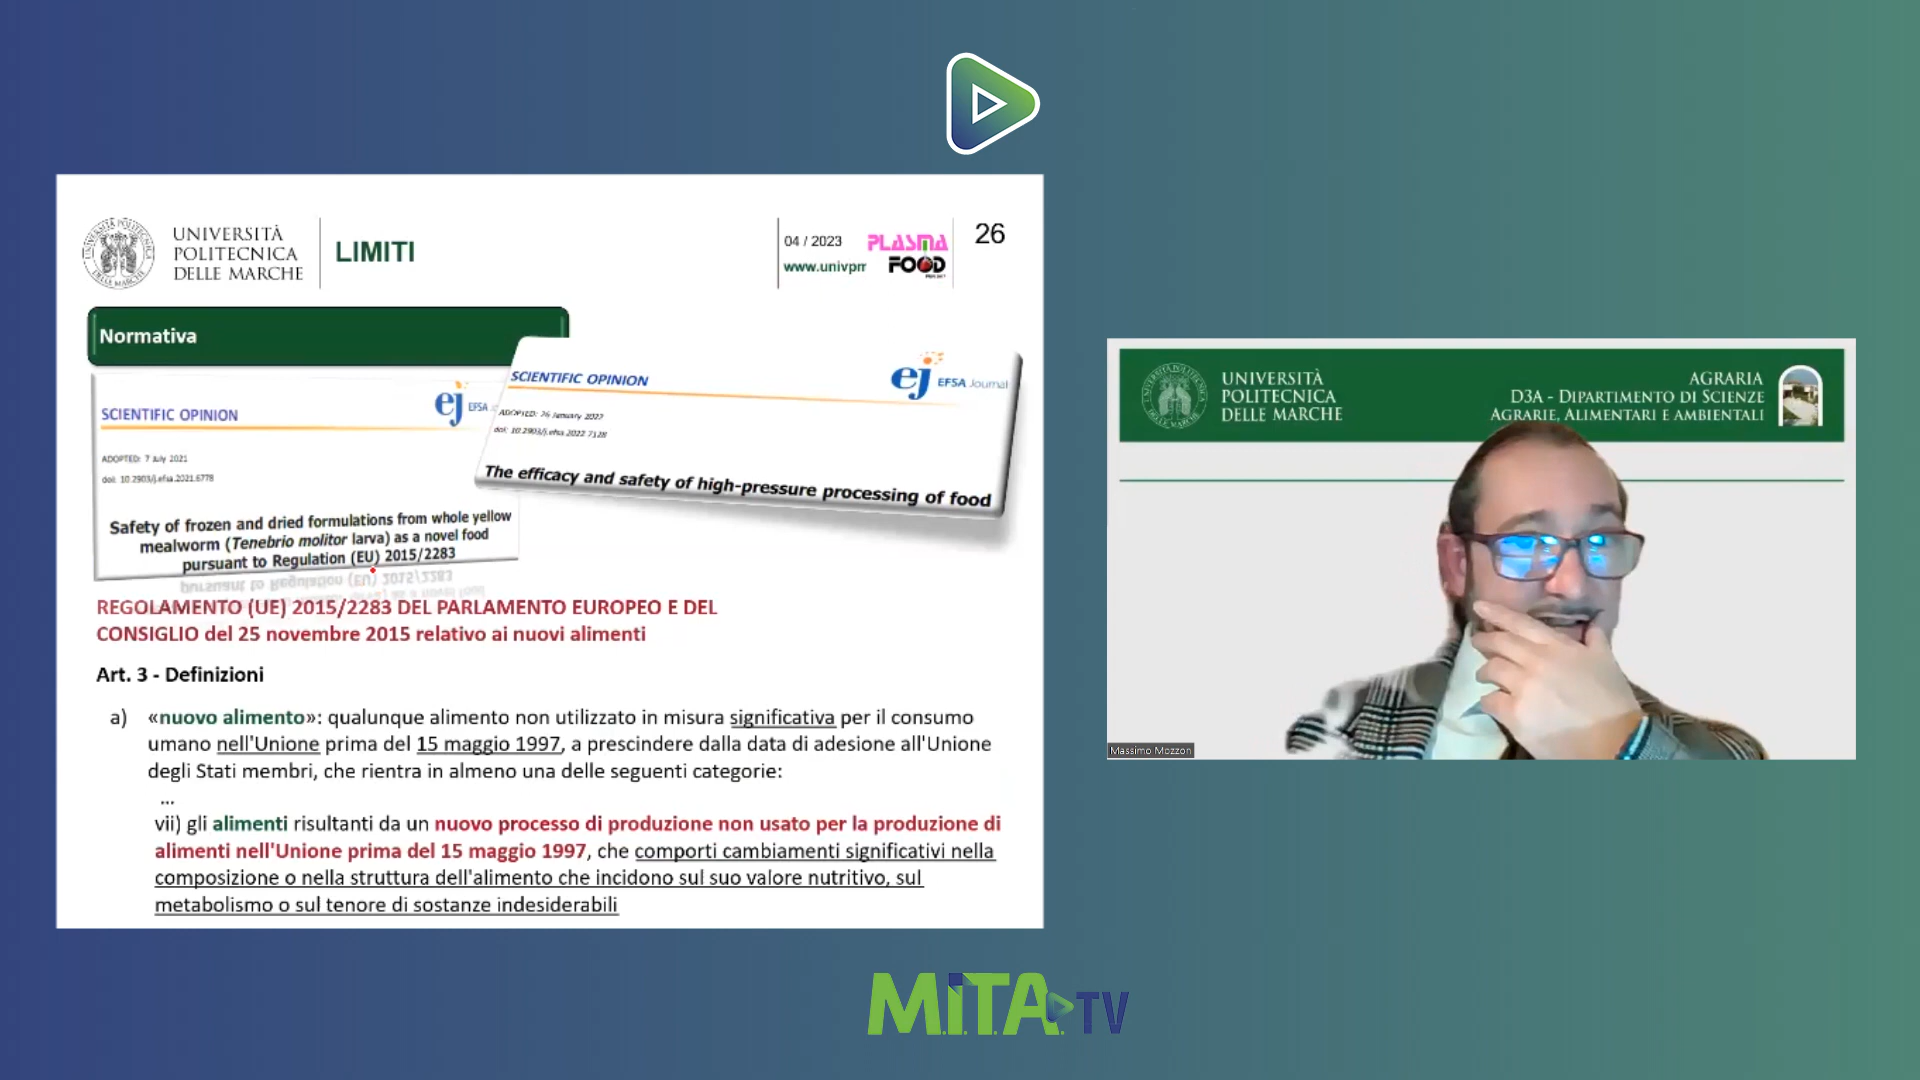 UNIVERSITÀ
POLITECNICA
DELLE MARCHE
LIMITI
04 / 2023
www.univpm
PLASMA
FOOD
26
Normativa
SCIENTIFIC OPINION
ej EFSA
ADOPTED: 7 July 2021
doi: 10.2903/j.efsa.2021.6778
Safety of frozen and dried formulations from whole yellow
mealworm (Tenebrio molitor larva) as a novel food
pursuant to Regulation (EU) 2015/2283
SCIENTIFIC OPINION
ej EFSA Journal
ADOPTED: 26 January 2022
doi: 10.2903/j.efsa.2022.7128
The efficacy and safety of high-pressure processing of food
REGOLAMENTO (UE) 2015/2283 DEL PARLAMENTO EUROPEO E DEL
CONSIGLIO del 25 novembre 2015 relativo ai nuovi alimenti
Art. 3 - Definizioni
a) «nuovo alimento»: qualunque alimento non utilizzato in misura significativa per il consumo
umano nell'Unione prima del 15 maggio 1997, a prescindere dalla data di adesione all'Unione
degli Stati membri, che rientra in almeno una delle seguenti categorie:
...
vii) gli alimenti risultanti da un nuovo processo di produzione non usato per la produzione di
alimenti nell'Unione prima del 15 maggio 1997, che comporti cambiamenti significativi nella
composizione o nella struttura dell'alimento che incidono sul suo valore nutritivo, sul
metabolismo o sul tenore di sostanze indesiderabili
UNIVERSITÀ
POLITECNICA
DELLE MARCHE
AGRARIA
D3A - DIPARTIMENTO DI SCIENZE
AGRARIE, ALIMENTARI E AMBIENTALI
Massimo Mozzon
M.I.T.A. TV